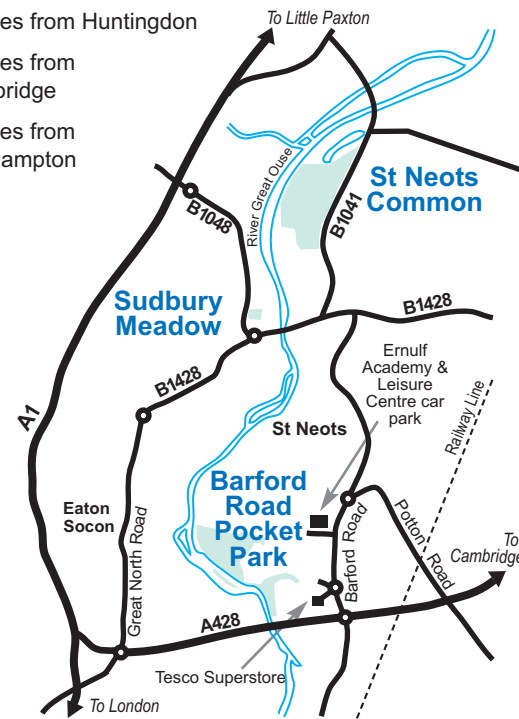 es from Huntingdon
es from
bridge
es from
hampton
To Little Paxton
River Great Ouse
St Neots
Common
B1041
B1048
Sudbury
Meadow
B1428
B1428
Ernulf
Academy &
Leisure
Centre car
park
Railway Line
A1
St Neots
Eaton
Socon
Barford
Road
Pocket
Park
Great North Road
Barford Road
Potton Road
To
Cambridge
A428
Tesco Superstore
To London